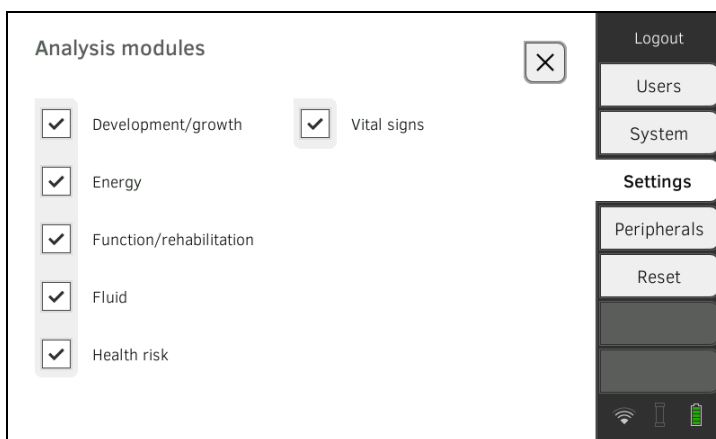 Analysis modules
Development/growth
Energy
Function/rehabilitation
Fluid
Health risk
Vital signs
Logout
Users
System
Settings
Peripherals
Reset